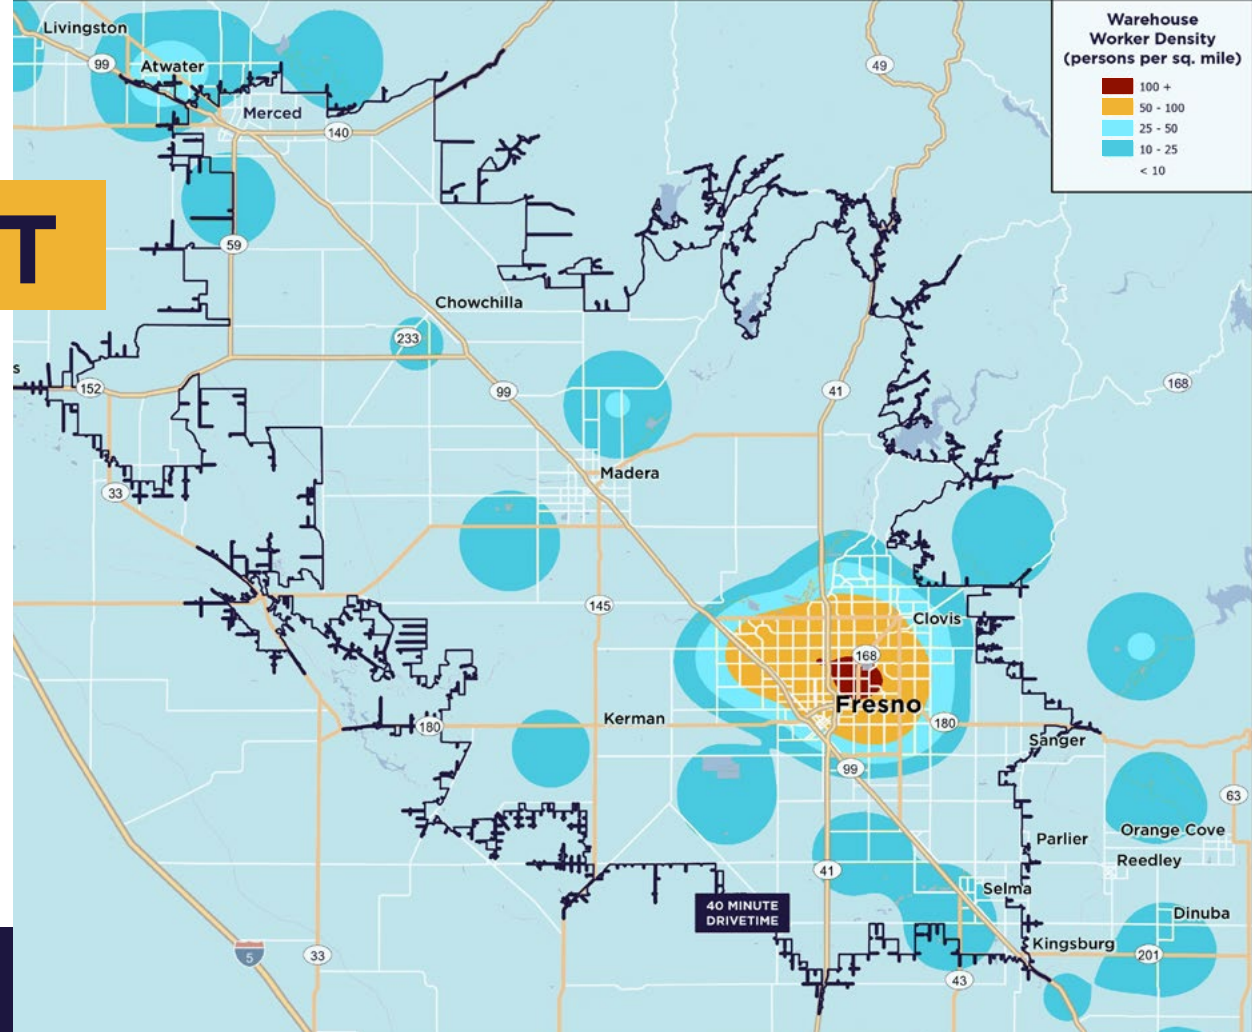 Warehouse
Worker Density
(persons per sq. mile)
100 +
50 - 100
25 - 50
10 - 25
< 10
Livingston
99
Atwater
Merced
140
49
T
59
Chowchilla
233
s
152
99
41
168
33
Madera
145
Clovis
168
Fresno
Kerman
180
180
Sanger
99
63
Parlier
Orange Cove
Reedley
41
Selma
40 MINUTE
DRIVETIME
Dinuba
Kingsburg
5
33
201
43